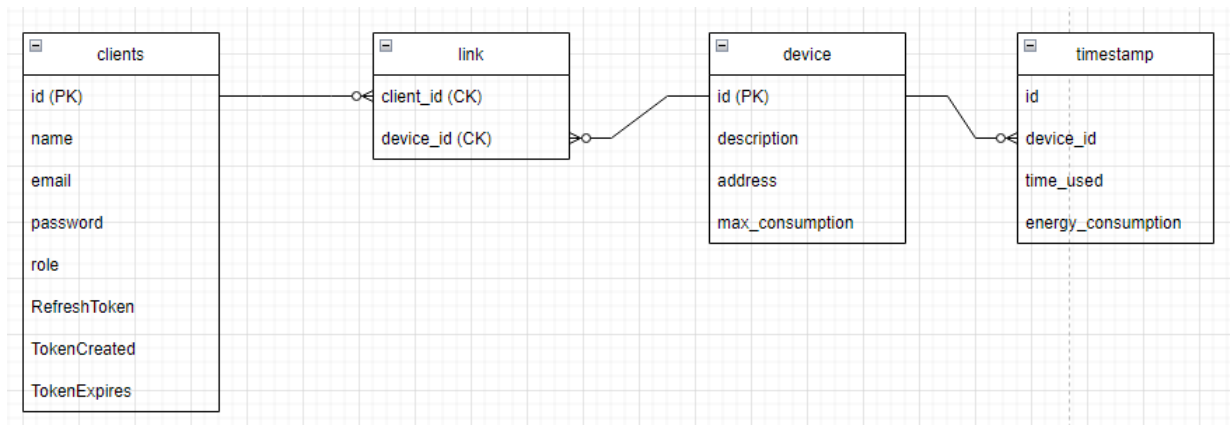 clients
id (PK)
name
email
password
role
RefreshToken
TokenCreated
TokenExpires
link
client_id (CK)
device_id (CK)
device
id (PK)
description
address
max_consumption
timestamp
id
device_id
time_used
energy_consumption